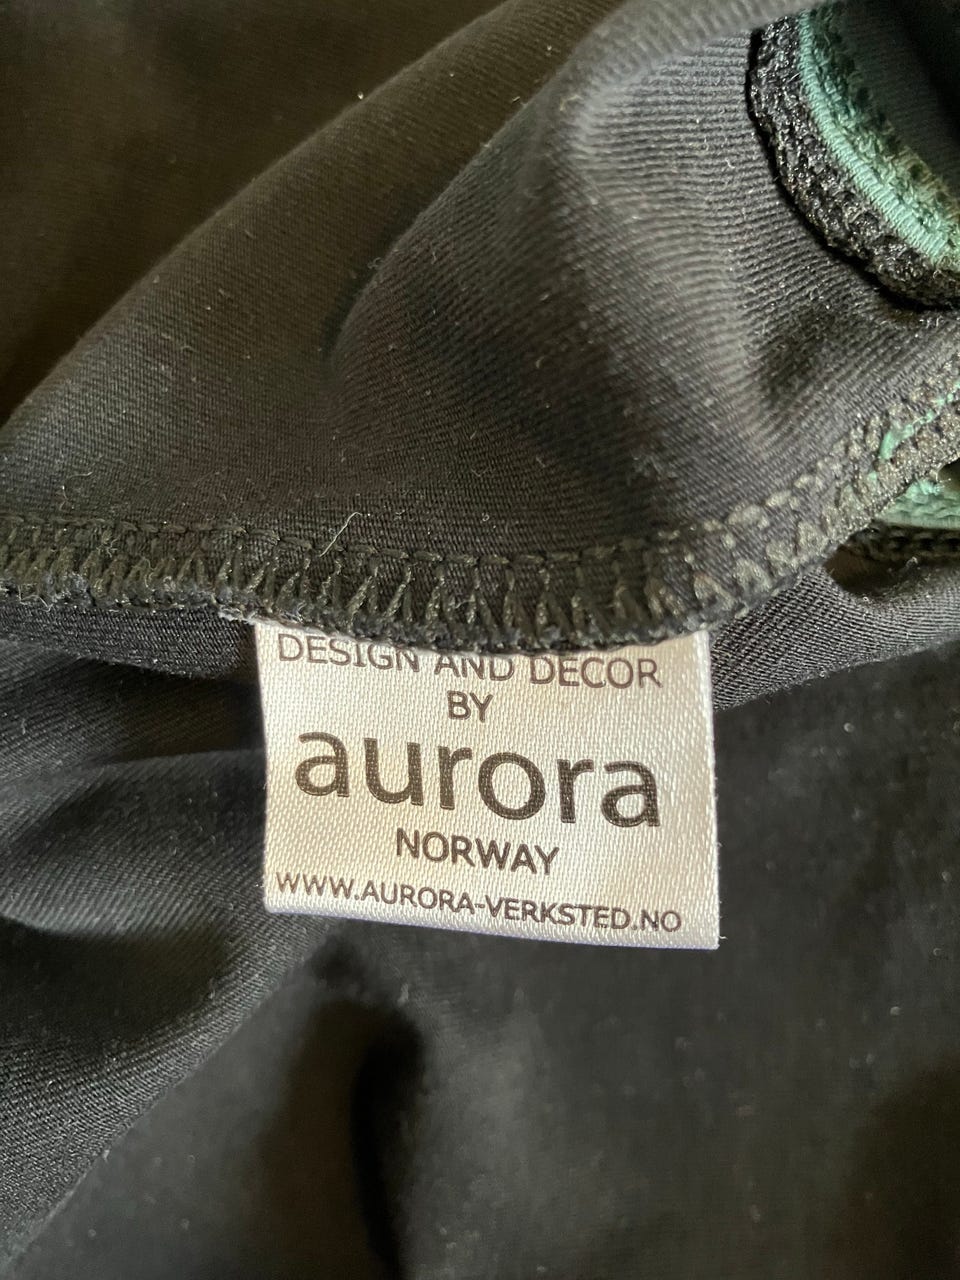 DESIGN AND DECOR
BY
aurora
NORWAY
WWW.AURORA-VERKSTED.NO